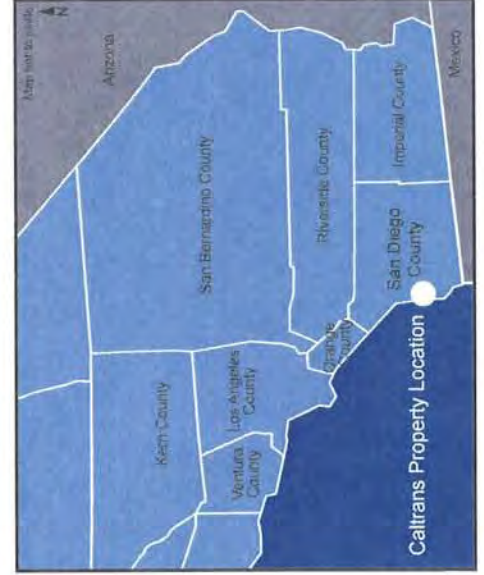 Map not to scale
N
Arizona
Mexico
San Bernardino County
Riverside County
Imperial County
San Diego
County
Orange
County
Kern County
Los Angeles
County
Ventura
County
Caltrans Property Location